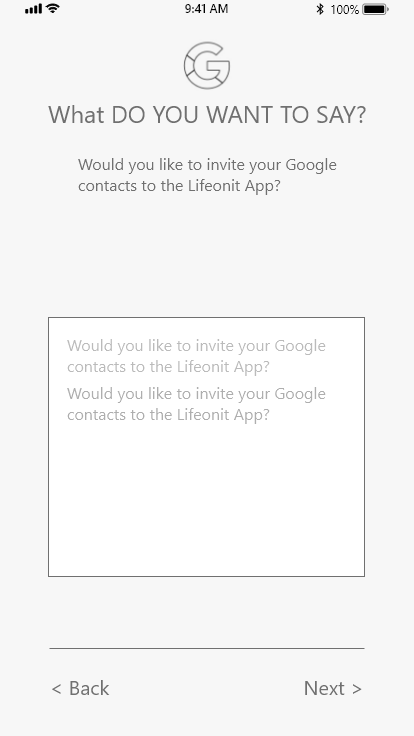 9:41 AM 100%
What DO YOU WANT TO SAY?
Would you like to invite your Google
contacts to the Lifeonit App?
Would you like to invite your Google
contacts to the Lifeonit App?
Would you like to invite your Google
contacts to the Lifeonit App?
< Back Next >